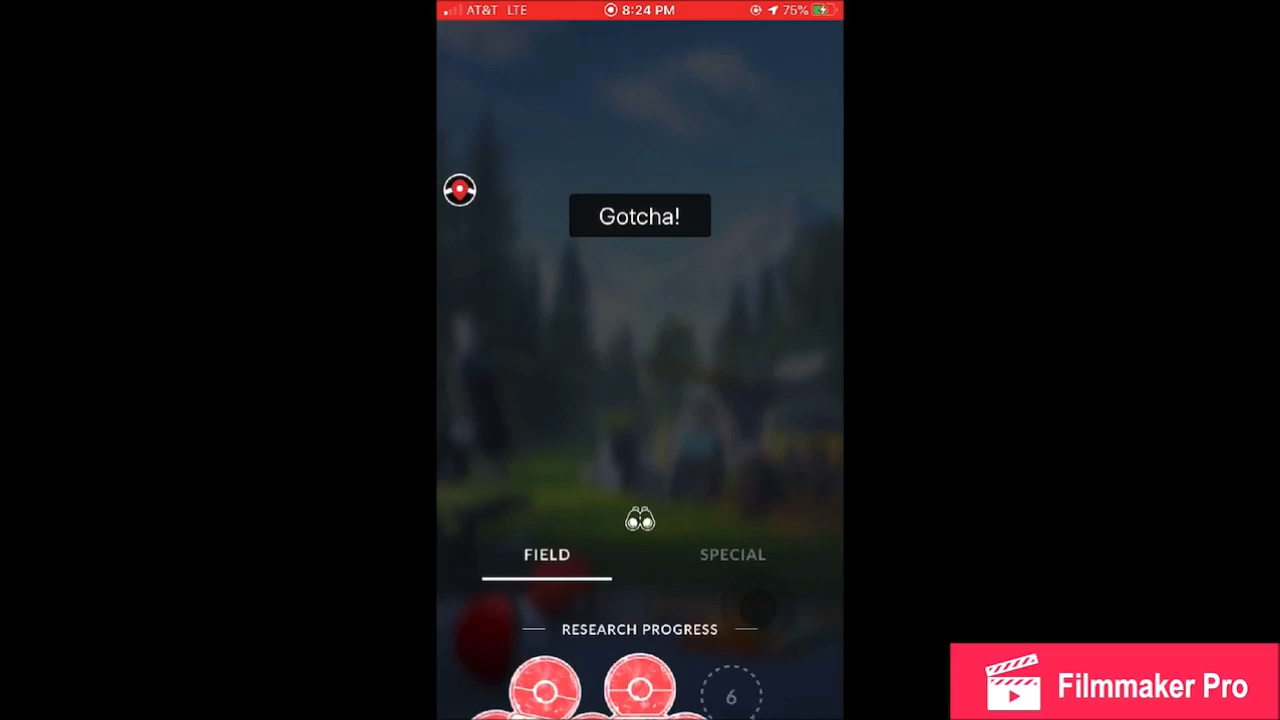 AT&T LTE 8:24 PM 75%
Gotcha!
FIELD SPECIAL
RESEARCH PROGRESS
6
Filmmaker Pro